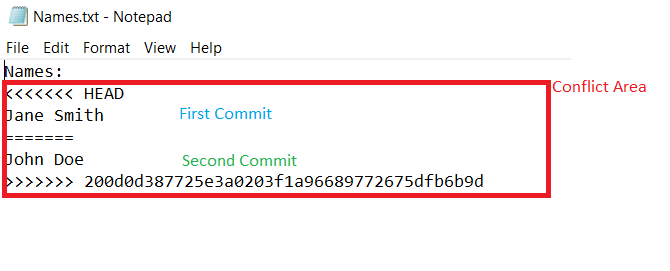 Names.txt - Notepad
File Edit Format View Help
Names:
<<<<<<< HEAD
Conflict Area
Jane Smith First Commit
=======
John Doe Second Commit
>>>>>>> 200d0d387725e3a0203f1a96689772675dfb6b9d